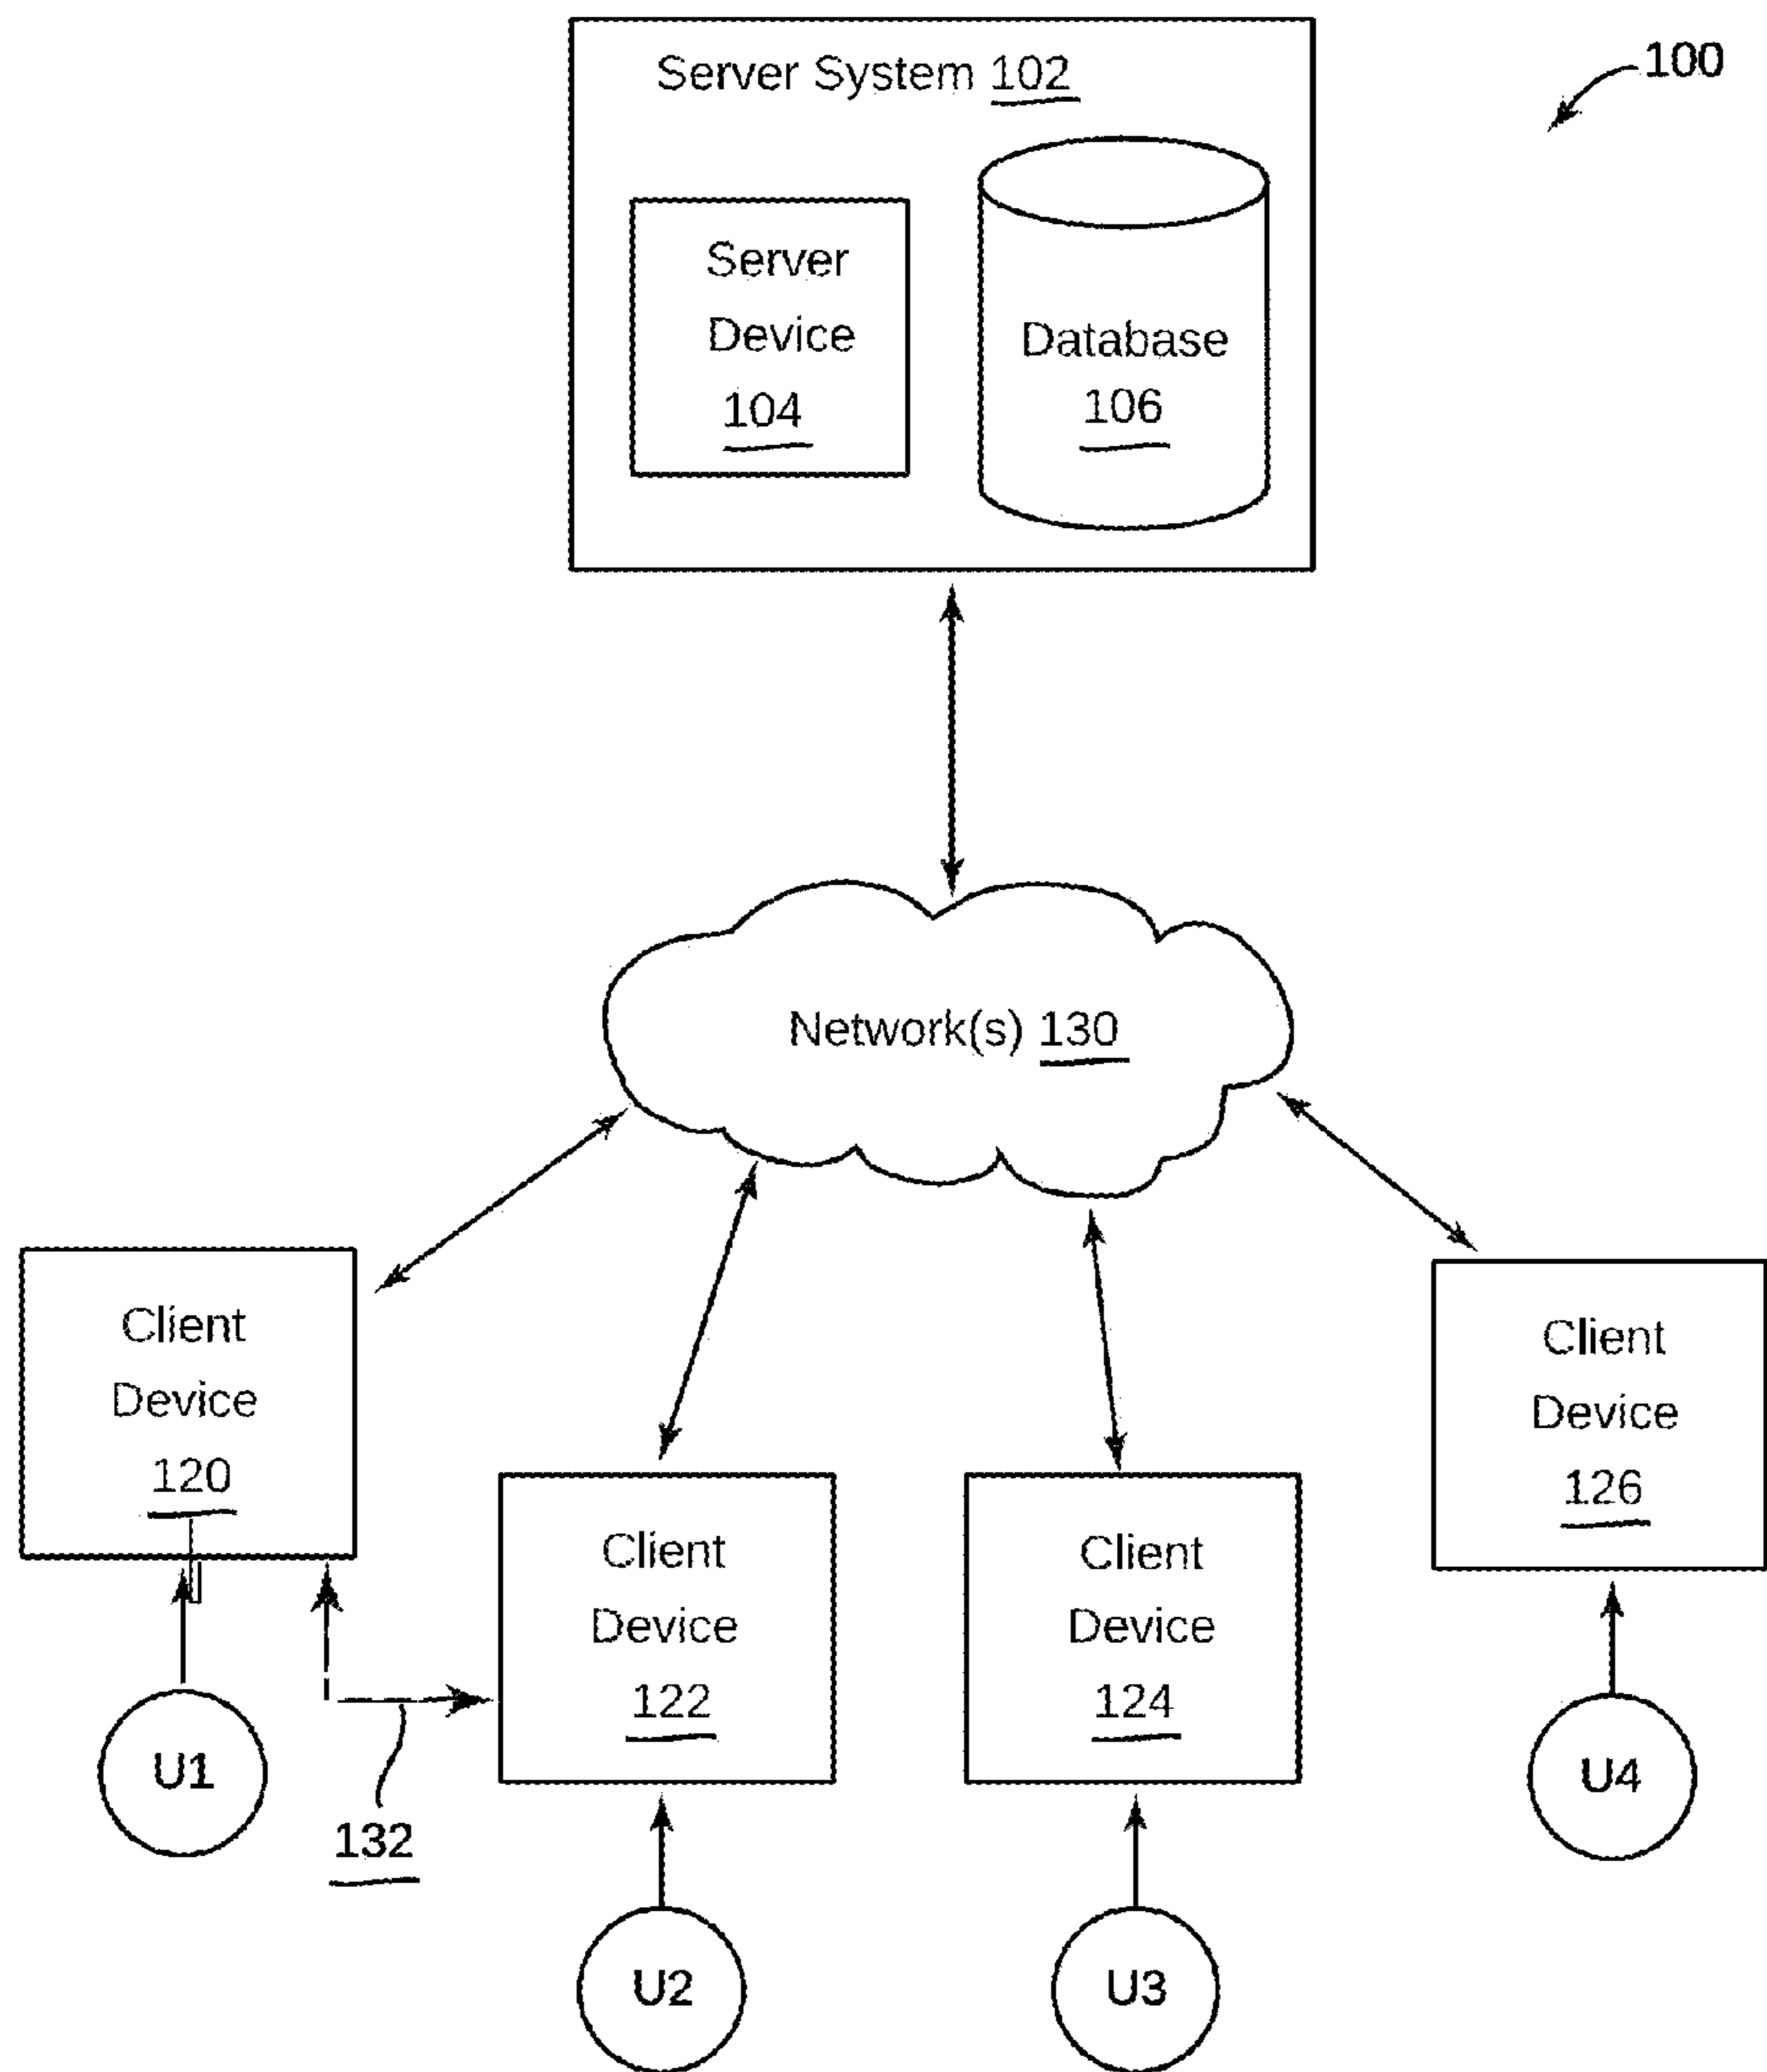 Server System 102
100
Server
Device
104
Database
106
Network(s) 130
Client
Device
120
Client
Device
122
Client
Device
124
Client
Device
126
U1
132
U2
U3
U4